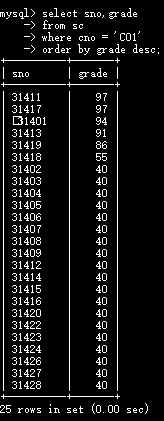 mysql> select sno,grade
-> from sc
-> where cno = 'C01'
-> order by grade desc;
+--------+-------+
| sno | grade |
+--------+-------+
| 31411 | 97 |
| 31417 | 97 |
| □31401 | 94 |
| 31413 | 91 |
| 31419 | 86 |
| 31418 | 55 |
| 31402 | 40 |
| 31403 | 40 |
| 31404 | 40 |
| 31405 | 40 |
| 31406 | 40 |
| 31407 | 40 |
| 31408 | 40 |
| 31409 | 40 |
| 31412 | 40 |
| 31414 | 40 |
| 31415 | 40 |
| 31416 | 40 |
| 31420 | 40 |
| 31422 | 40 |
| 31423 | 40 |
| 31424 | 40 |
| 31426 | 40 |
| 31427 | 40 |
| 31428 | 40 |
+--------+-------+
25 rows in set (0.00 sec)